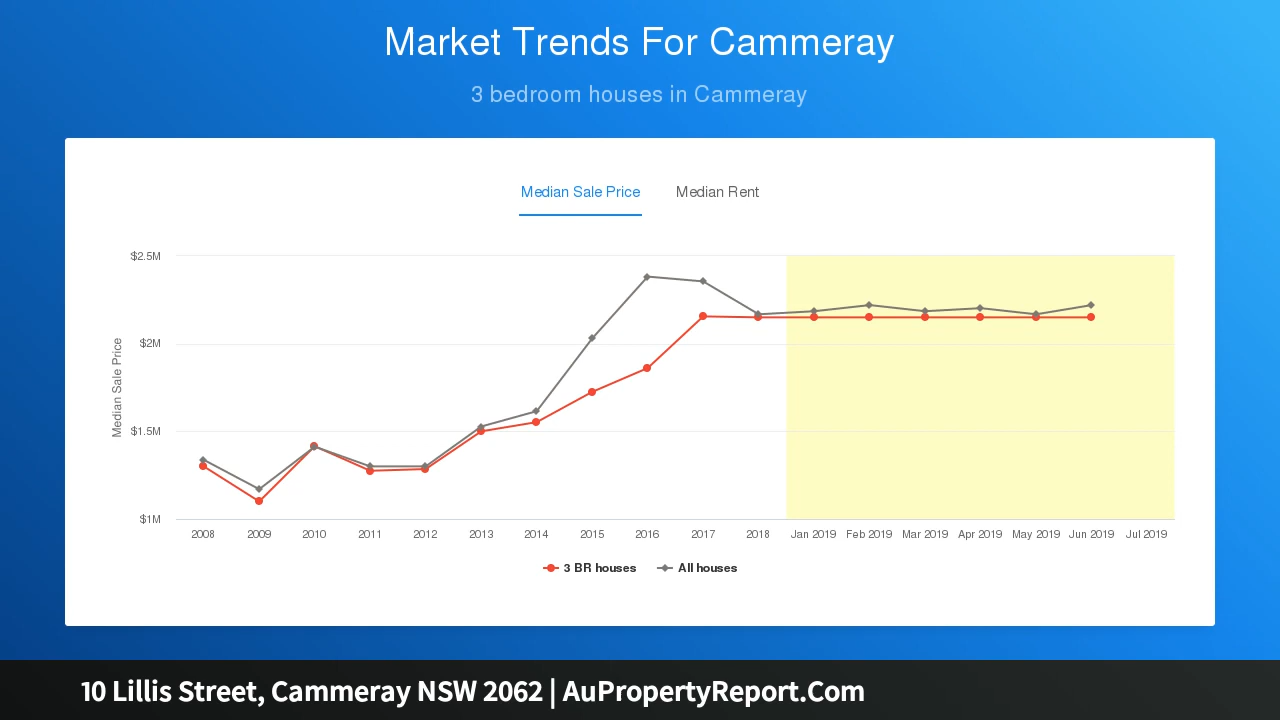 Market Trends For Cammeray
3 bedroom houses in Cammeray
Median Sale Price Median Rent
Median Sale Price
$2.5M
$2M
$1.5M
$1M
2008 2009 2010 2011 2012 2013 2014 2015 2016 2017 2018 Jan 2019 Feb 2019 Mar 2019 Apr 2019 May 2019 Jun 2019 Jul 2019
3 BR houses All houses
10 Lillis Street, Cammeray NSW 2062 | AuPropertyReport.Com